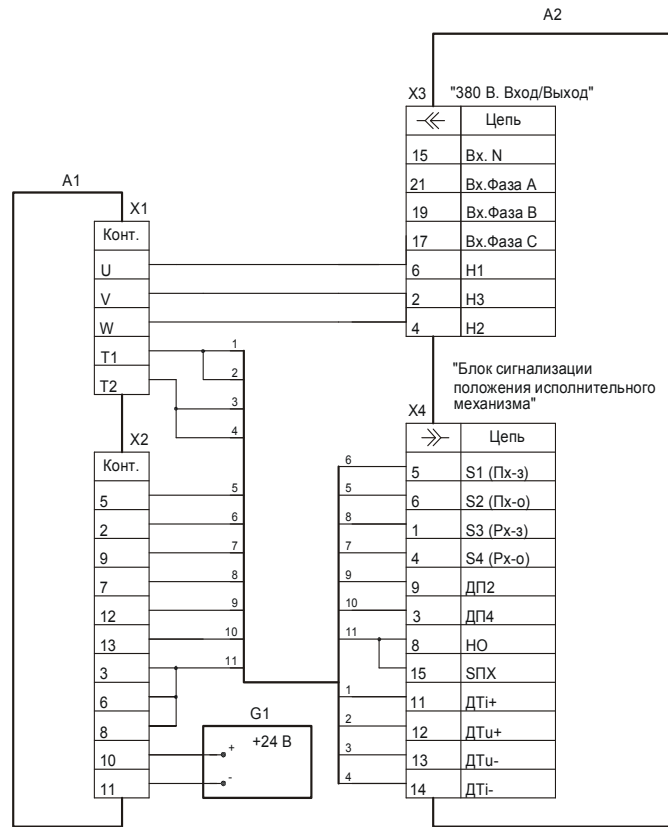 A2
X3 "380 В. Вход/Выход"
Цепь
15 Вх. N
21 Вх.Фаза А
19 Вх.Фаза В
17 Вх.Фаза С
6 Н1
2 Н3
4 Н2
A1
X1
Конт.
U
V
W
T1
T2
1
2
3
4
"Блок сигнализации
положения исполнительного
механизма"
X4
Цепь
6 5 S1 (Пх-з)
5 6 S2 (Пх-о)
8 1 S3 (Рх-з)
7 4 S4 (Рх-о)
9 9 ДП2
10 3 ДП4
11 8 НО
15 SПХ
1 11 ДТi+
2 12 ДТu+
3 13 ДТu-
4 14 ДТi-
X2
Конт.
5 5
2 6
9 7
7 8
12 9
13 10
3 11
6
8
10
11
G1
+24 В
+
-